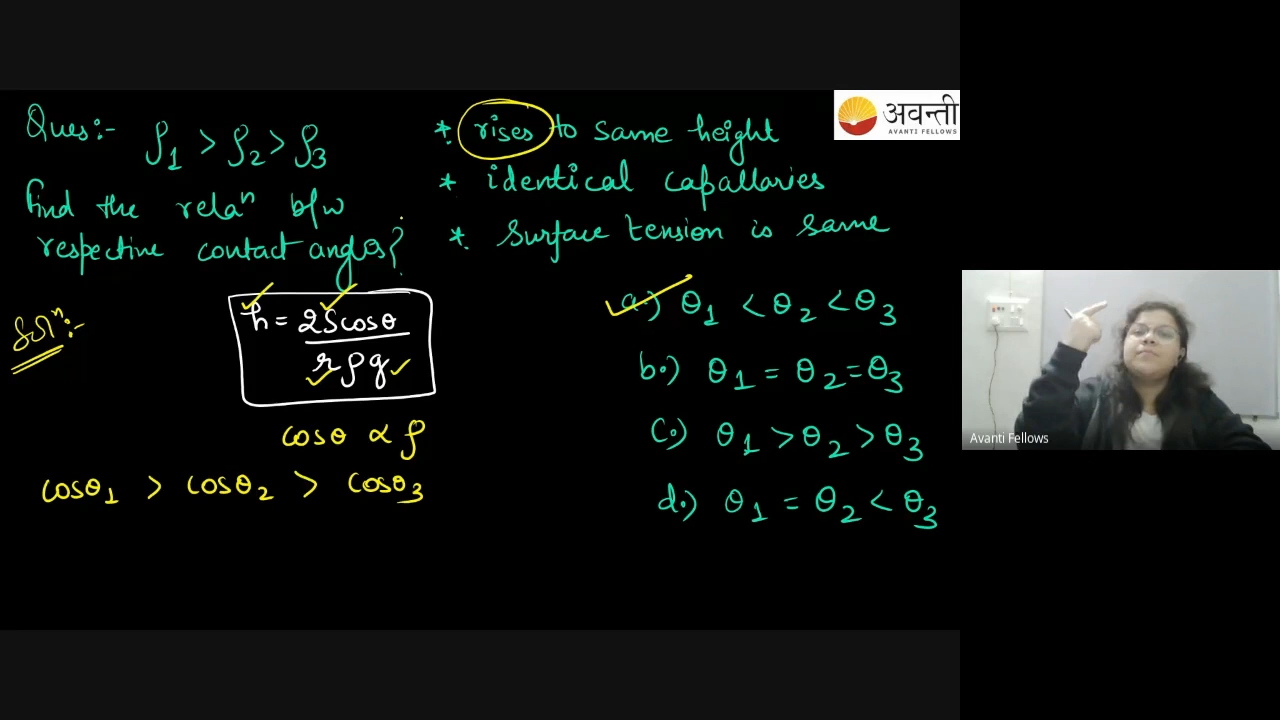 Ques:- ρ1 > ρ2 > ρ3
Find the relaⁿ b/w
respective contact angles?
* rises to same height
* identical capallaries
* surface tension is same
अवन्ती
AVANTI FELLOWS
Solⁿ:-
h = 2Scosθ
rρg
cosθ ∝ ρ
cosθ1 > cosθ2 > cosθ3
a.) θ1 < θ2 < θ3
b.) θ1 = θ2 = θ3
c.) θ1 > θ2 > θ3
d.) θ1 = θ2 < θ3
Avanti Fellows